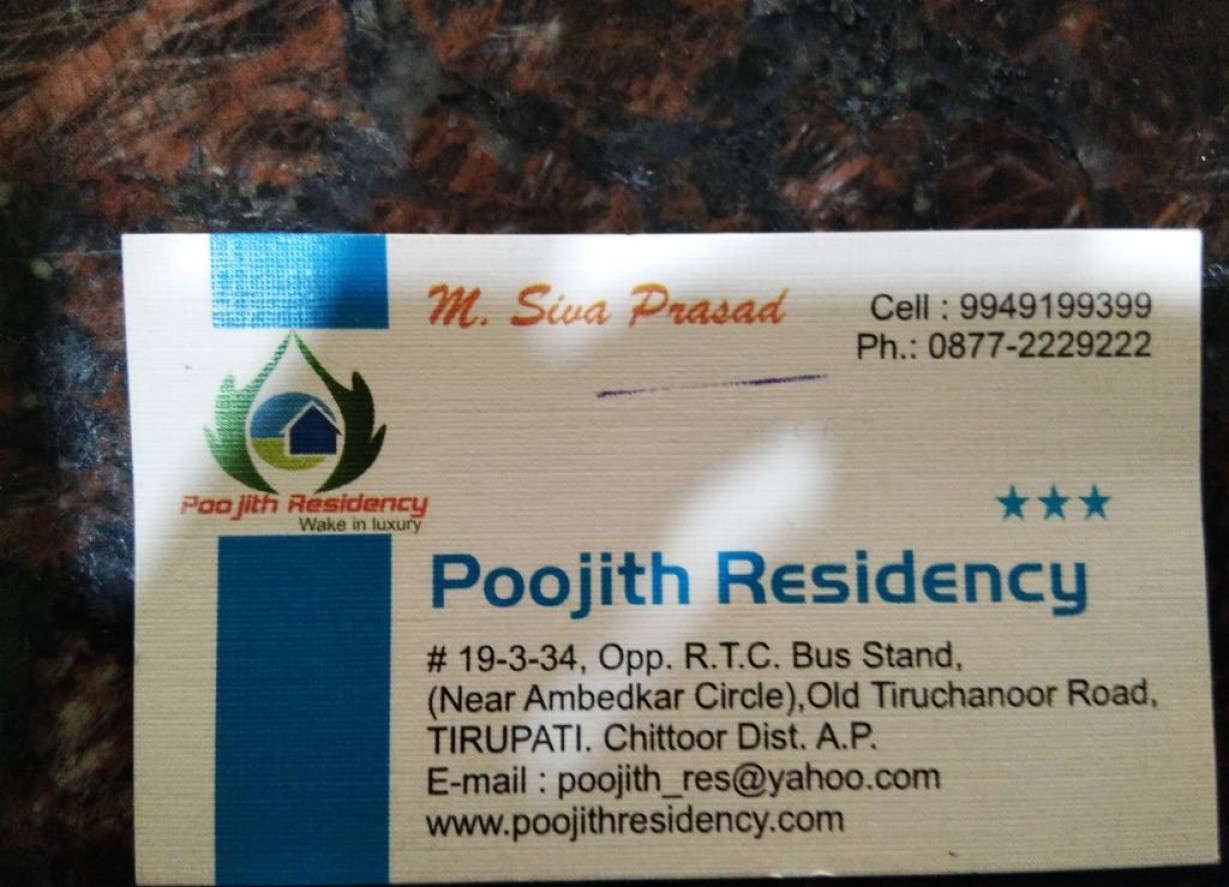 M. Siva Prasad
Cell : 9949199399
Ph.: 0877-2229222
Poojith Residency
Wake in luxury
Poojith Residency
# 19-3-34, Opp. R.T.C. Bus Stand,
(Near Ambedkar Circle),Old Tiruchanoor Road,
TIRUPATI. Chittoor Dist. A.P.
E-mail : poojith_res@yahoo.com
www.poojithresidency.com